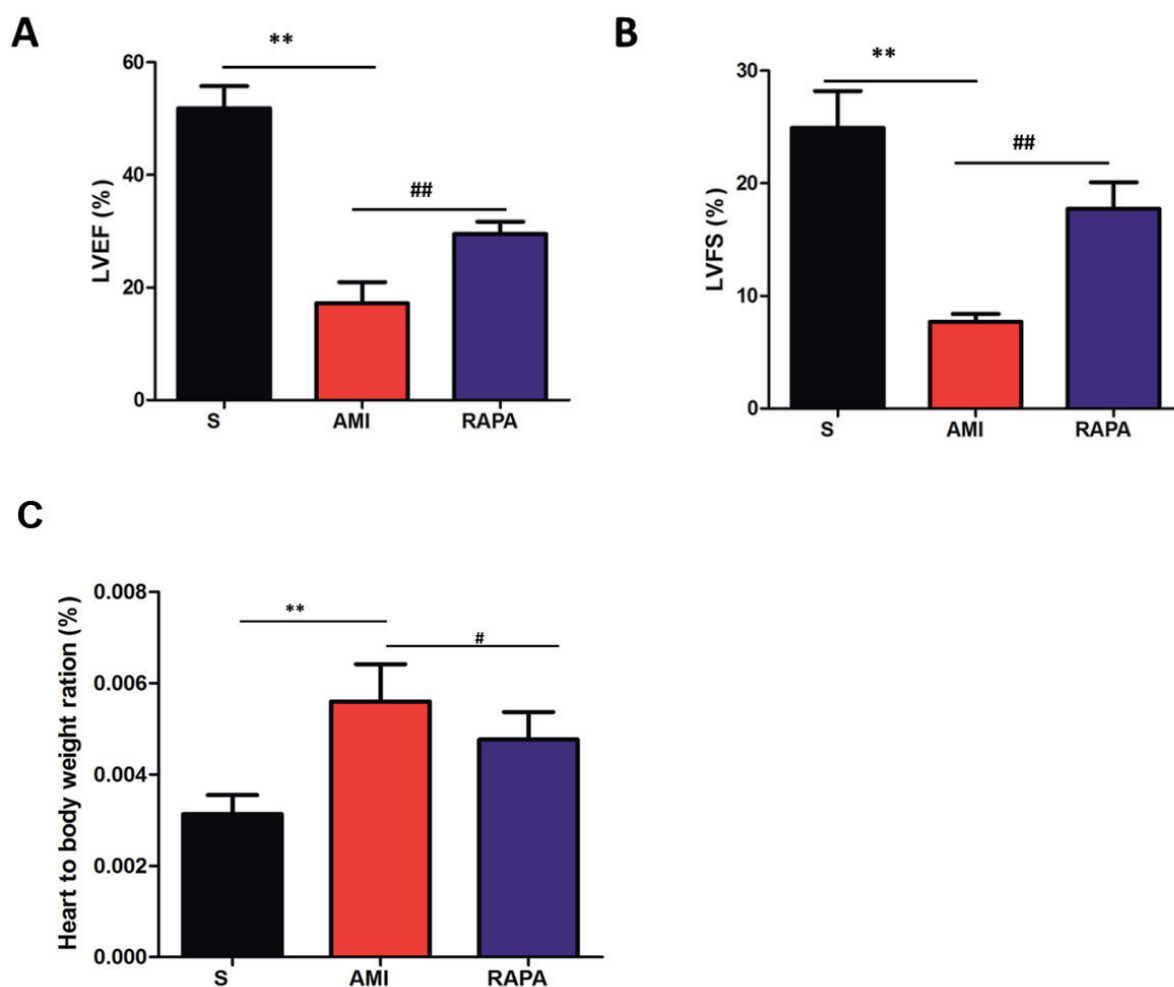 A
**
60
40
20
0
LVEF (%)
##
S AMI RAPA
B
**
30
20
10
0
LVFS (%)
##
S AMI RAPA
C
0.008
0.006
0.004
0.002
0.000
Heart to body weight ration (%)
**
#
S AMI RAPA